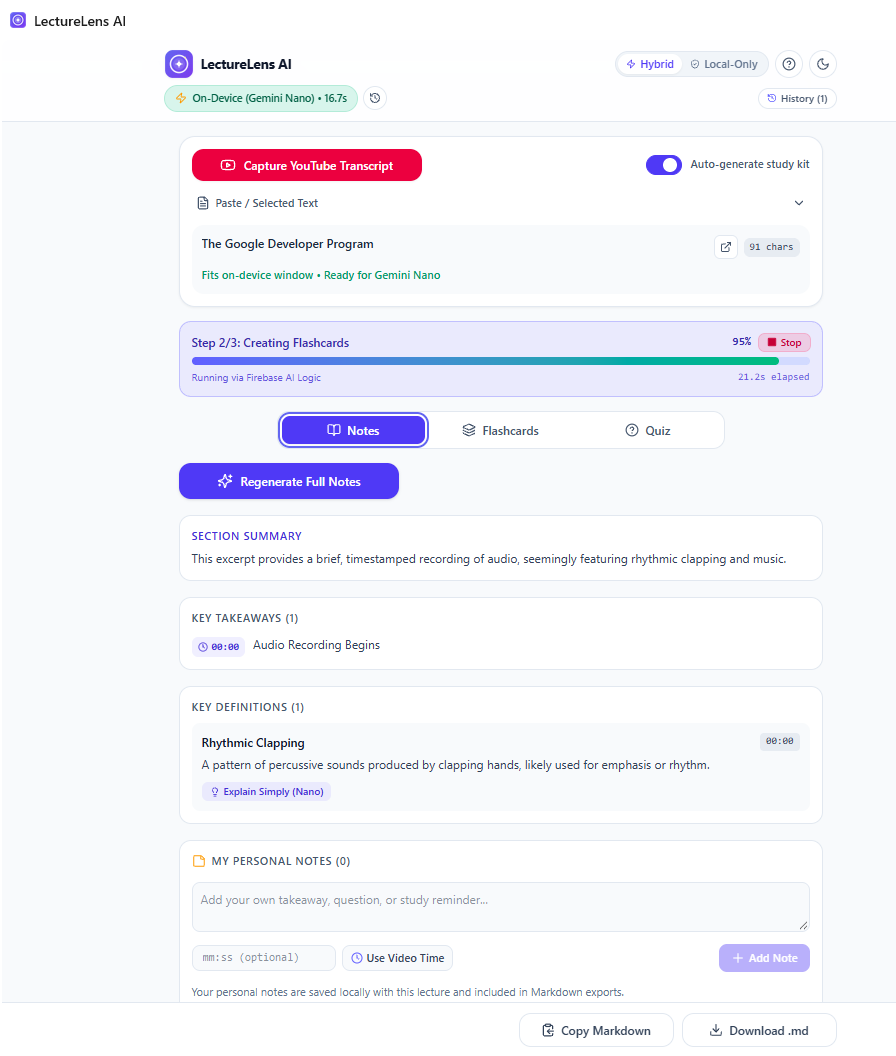 LectureLens AI
LectureLens AI
Hybrid
Local-Only
On-Device (Gemini Nano) • 16.7s
History (1)
Capture YouTube Transcript
Auto-generate study kit
Paste / Selected Text
The Google Developer Program
91 chars
Fits on-device window • Ready for Gemini Nano
Step 2/3: Creating Flashcards
95%
Stop
Running via Firebase AI Logic
21.2s elapsed
Notes
Flashcards
Quiz
Regenerate Full Notes
SECTION SUMMARY
This excerpt provides a brief, timestamped recording of audio, seemingly featuring rhythmic clapping and music.
KEY TAKEAWAYS (1)
00:00 Audio Recording Begins
KEY DEFINITIONS (1)
Rhythmic Clapping
00:00
A pattern of percussive sounds produced by clapping hands, likely used for emphasis or rhythm.
Explain Simply (Nano)
MY PERSONAL NOTES (0)
Add your own takeaway, question, or study reminder...
mm:ss (optional)
Use Video Time
Add Note
Your personal notes are saved locally with this lecture and included in Markdown exports.
Copy Markdown
Download .md